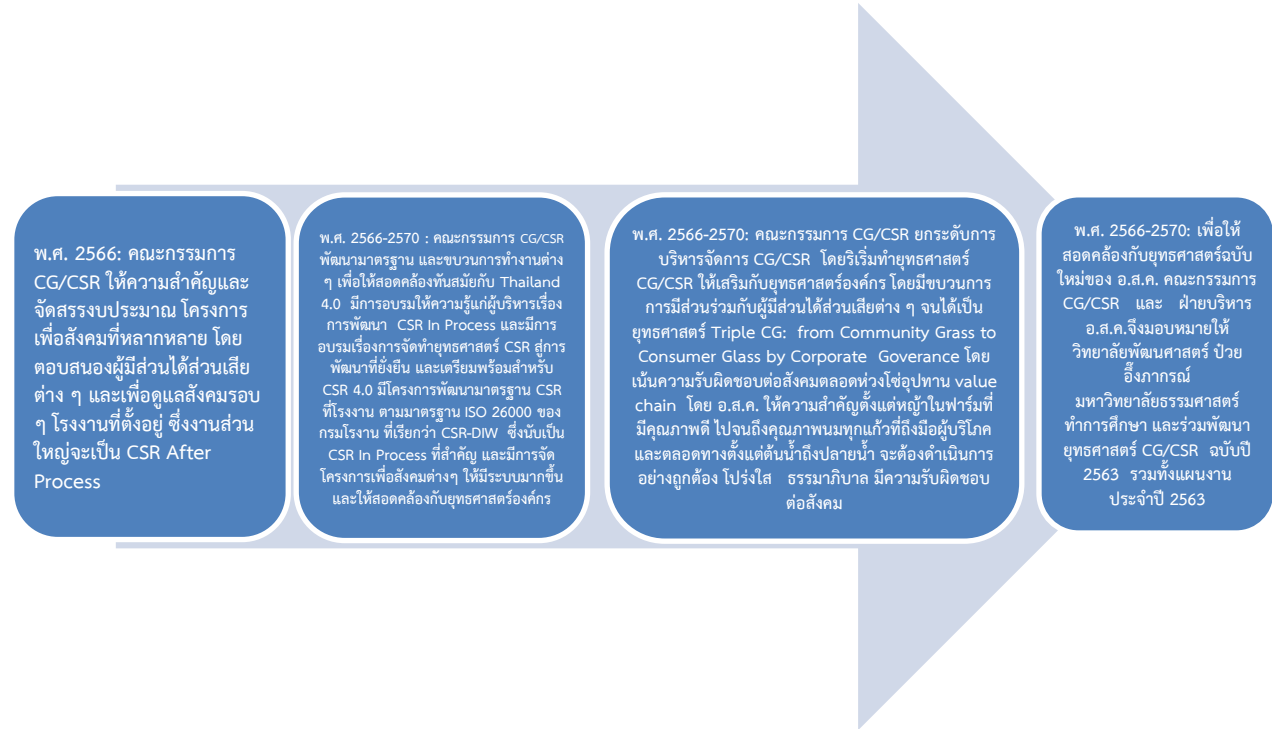 พ.ศ. 2566: คณะกรรมการ
CG/CSR ให้ความสำคัญและ
จัดสรรงบประมาณ โครงการ
เพื่อสังคมที่หลากหลาย โดย
ตอบสนองผู้มีส่วนได้ส่วนเสีย
ต่าง ๆ และเพื่อดูแลสังคมรอบ
ๆ โรงงานที่ตั้งอยู่ ซึ่งงานส่วน
ใหญ่จะเป็น CSR After
Process
พ.ศ. 2566-2570 : คณะกรรมการ CG/CSR
พัฒนามาตรฐาน และขบวนการทำงานต่าง
ๆ เพื่อให้สอดคล้องทันสมัยกับ Thailand
4.0 มีการอบรมให้ความรู้แก่ผู้บริหารเรื่อง
การพัฒนา CSR In Process และมีการ
อบรมเรื่องการจัดทำยุทธศาสตร์ CSR สู่การ
พัฒนาที่ยั่งยืน และเตรียมพร้อมสำหรับ
CSR 4.0 มีโครงการพัฒนามาตรฐาน CSR
ที่โรงงาน ตามมาตรฐาน ISO 26000 ของ
กรมโรงาน ที่เรียกว่า CSR-DIW ซึ่งนับเป็น
CSR In Process ที่สำคัญ และมีการจัด
โครงการเพื่อสังคมต่างๆ ให้มีระบบมากขึ้น
และให้สอดคล้องกับยุทธศาสตร์องค์กร
พ.ศ. 2566-2570: คณะกรรมการ CG/CSR ยกระดับการ
บริหารจัดการ CG/CSR โดยริเริ่มทำยุทธศาสตร์
CG/CSR ให้เสริมกับยุทธศาสตร์องค์กร โดยมีขบวนการ
การมีส่วนร่วมกับผู้มีส่วนได้ส่วนเสียต่าง ๆ จนได้เป็น
ยุทธศาสตร์ Triple CG: from Community Grass to
Consumer Glass by Corporate Goverance โดย
เน้นความรับผิดชอบต่อสังคมตลอดห่วงโซ่อุปทาน value
chain โดย อ.ส.ค. ให้ความสำคัญตั้งแต่หญ้าในฟาร์มที่
มีคุณภาพดี ไปจนถึงคุณภาพนมทุกแก้วที่ถึงมือผู้บริโภค
และตลอดทางตั้งแต่ต้นน้ำถึงปลายน้ำ จะต้องดำเนินการ
อย่างถูกต้อง โปร่งใส ธรรมาภิบาล มีความรับผิดชอบ
ต่อสังคม
พ.ศ. 2566-2570: เพื่อให้
สอดคล้องกับยุทธศาสตร์ฉบับ
ใหม่ของ อ.ส.ค. คณะกรรมการ
CG/CSR และ ฝ่ายบริหาร
อ.ส.ค.จึงมอบหมายให้
วิทยาลัยพัฒนศาสตร์ ป๋วย
อึ๊งภากรณ์
มหาวิทยาลัยธรรมศาสตร์
ทำการศึกษา และร่วมพัฒนา
ยุทธศาสตร์ CG/CSR ฉบับปี
2563 รวมทั้งแผนงาน
ประจำปี 2563